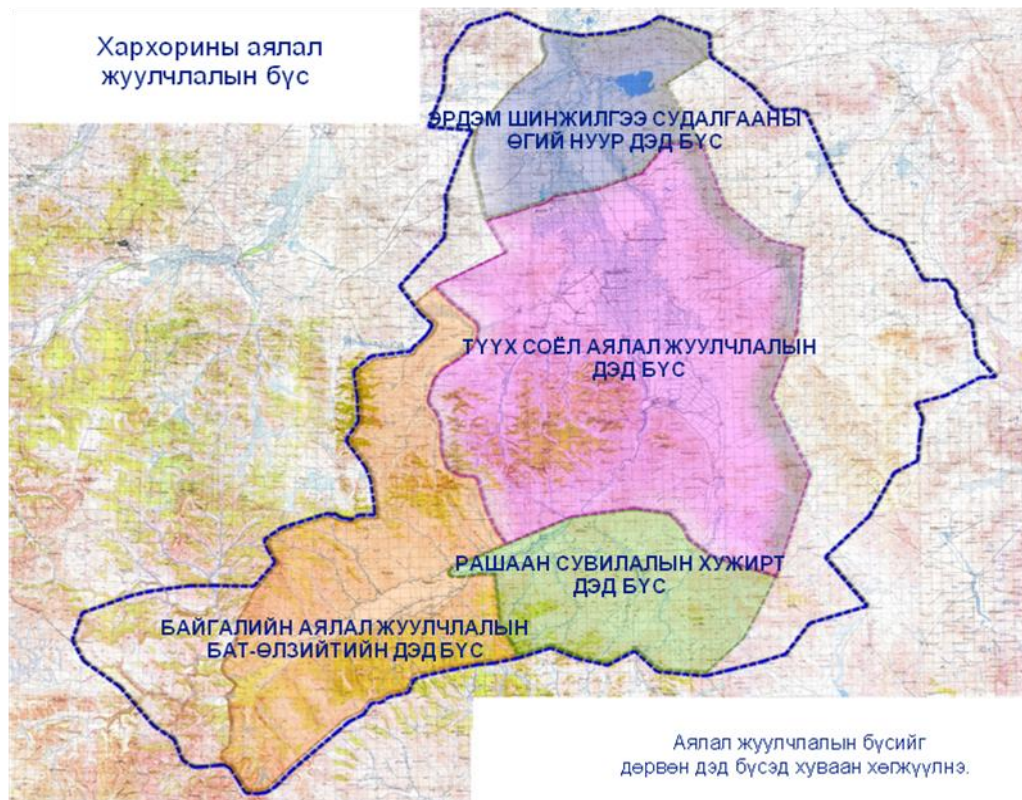 Хархорины аялал
жуулчлалын бүс
ЭРДЭМ ШИНЖИЛГЭЭ СУДАЛГААНЫ
ӨГИЙ НУУР ДЭД БҮС
ТҮҮХ СОЁЛ АЯЛАЛ ЖУУЛЧЛАЛЫН
ДЭД БҮС
РАШААН СУВИЛАЛЫН ХУЖИРТ
ДЭД БҮС
БАЙГАЛИЙН АЯЛАЛ ЖУУЛЧЛАЛЫН
БАТ-ӨЛЗИЙТИЙН ДЭД БҮС
Аялал жуулчлалын бүсийг
дөрвөн дэд бүсэд хуваан хөгжүүлнэ.